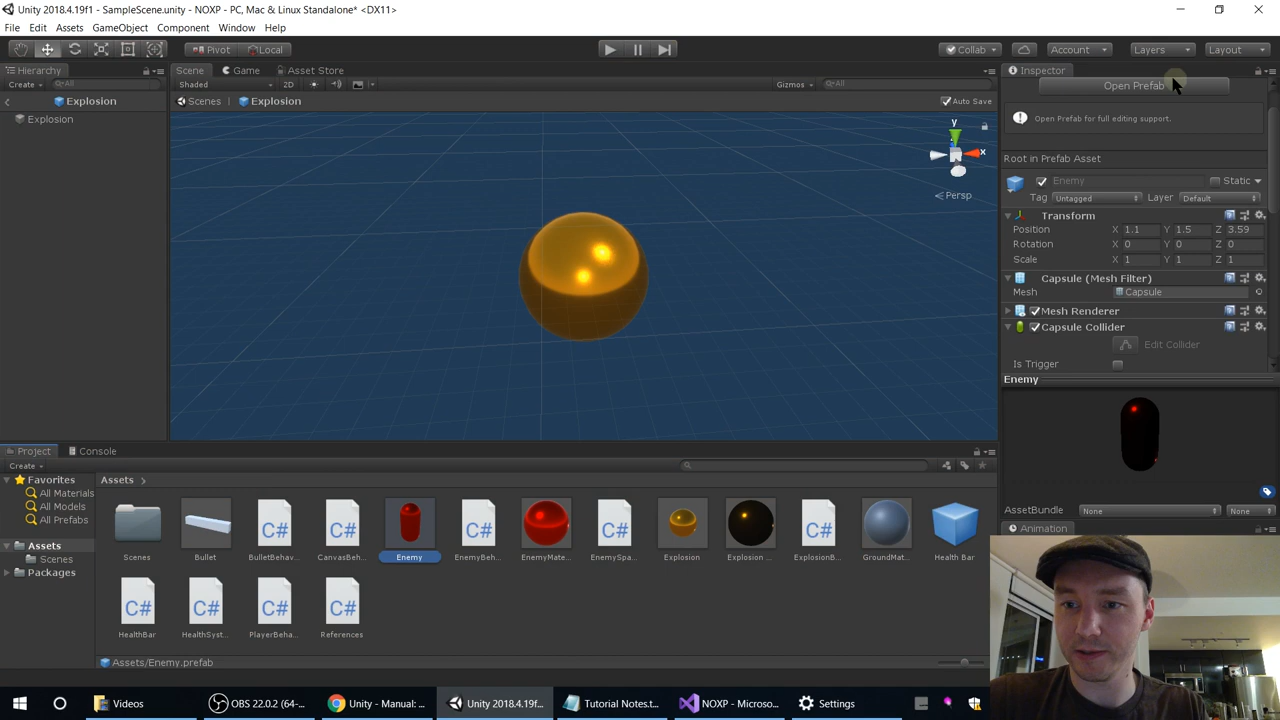 Unity 2018.4.19f1 - SampleScene.unity - NOXP - PC, Mac & Linux Standalone* <DX11>
File Edit Assets GameObject Component Window Help
Pivot Local Collab Account Layers Layout
Hierarchy Scene Game Asset Store Inspector
Create All Shaded 2D Gizmos All Open Prefab
Explosion Scenes Explosion Auto Save
Explosion
Open Prefab for full editing support.
y
x
Persp
Root in Prefab Asset
Enemy Static
Tag Untagged Layer Default
Transform
Position X 1.1 Y 1.5 Z 3.59
Rotation X 0 Y 0 Z 0
Scale X 1 Y 1 Z 1
Capsule (Mesh Filter)
Mesh Capsule
Mesh Renderer
Capsule Collider
Edit Collider
Is Trigger
Enemy
Project Console
Create
Favorites Assets
All Materials
All Models
All Prefabs
Assets
Scenes
Packages
C# C# C# C# C#
Scenes Bullet BulletBehav... CanvasBeh... Enemy EnemyBeh... EnemyMate... EnemySpa... Explosion Explosion ... ExplosionB... GroundMat... Health Bar
C# C# C# C#
HealthBar HealthSyst... PlayerBeha... References
Assets/Enemy.prefab
AssetBundle None None
Animation
Videos OBS 22.0.2 (64-... Unity - Manual: ... Unity 2018.4.19f... Tutorial Notes.t... NOXP - Microso... Settings